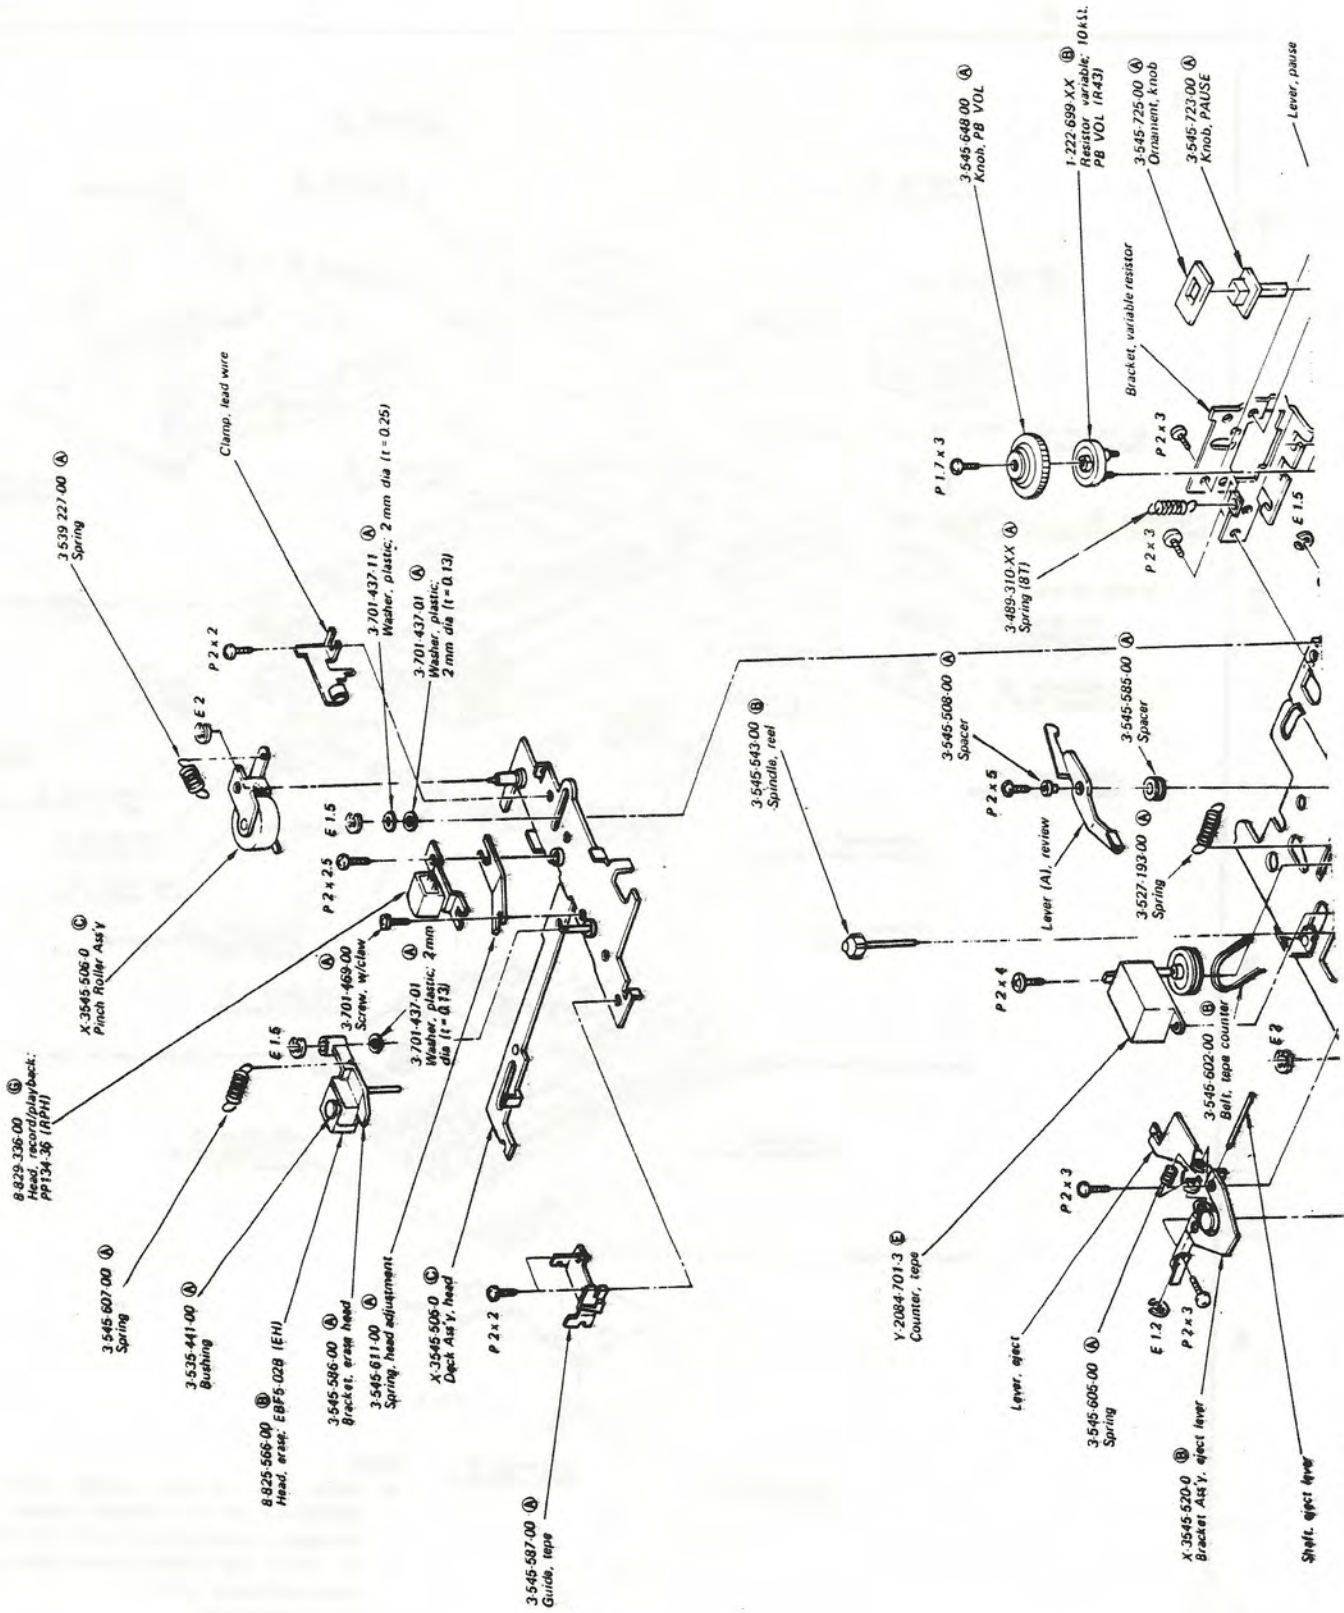 8-829-336-00 Ⓖ
Head, record/playback;
PP134-36 (RPH)
X-3545-506-0 Ⓒ
Pinch Roller Ass'y
3-539-227-00 Ⓐ
Spring
E 2
P 2 x 2
Clamp, lead wire
3-545-607-00 Ⓐ
Spring
3-535-441-00 Ⓐ
Bushing
8-825-566-00 Ⓑ
Head, erase; EBF5-02B (EH)
3-545-586-00 Ⓐ
Bracket, erase head
3-545-611-00 Ⓐ
Spring, head adjustment
X-3545-505-0 Ⓒ
Deck Ass'y, head
P 2 x 2
3-545-587-00 Ⓐ
Guide, tape
E 1.5
3-701-469-00 Ⓐ
Screw, w/claw
3-701-437-01 Ⓐ
Washer, plastic; 2 mm
dia (t = 0.13)
P 2 x 2.5
E 1.5
3-701-437-11 Ⓐ
Washer, plastic; 2 mm dia (t = 0.25)
3-701-437-01 Ⓐ
Washer, plastic;
2 mm dia (t = 0.13)
Y-2084-701-3 Ⓔ
Counter, tape
P 2 x 4
3-545-543-00 Ⓑ
Spindle, reel
3-545-508-00 Ⓐ
Spacer
P 2 x 5
Lever (A), review
3-545-585-00 Ⓐ
Spacer
3-527-193-00 Ⓐ
Spring
3-545-602-00 Ⓑ
Belt, tape counter
E 2
Lever, eject
P 2 x 3
3-545-605-00 Ⓐ
Spring
E 1.2
P 2 x 3
X-3545-520-0 Ⓑ
Bracket Ass'y, eject lever
Shaft, eject lever
3-489-310-XX Ⓐ
Spring (8T)
P 2 x 3
P 1.7 x 3
3-545-648-00 Ⓐ
Knob, PB VOL
1-222-699-XX Ⓑ
Resistor variable; 10 kΩ.
PB VOL (R43)
3-545-725-00 Ⓐ
Ornament, knob
3-545-723-00 Ⓐ
Knob, PAUSE
Bracket, variable resistor
P 2 x 3
E 1.5
Lever, pause